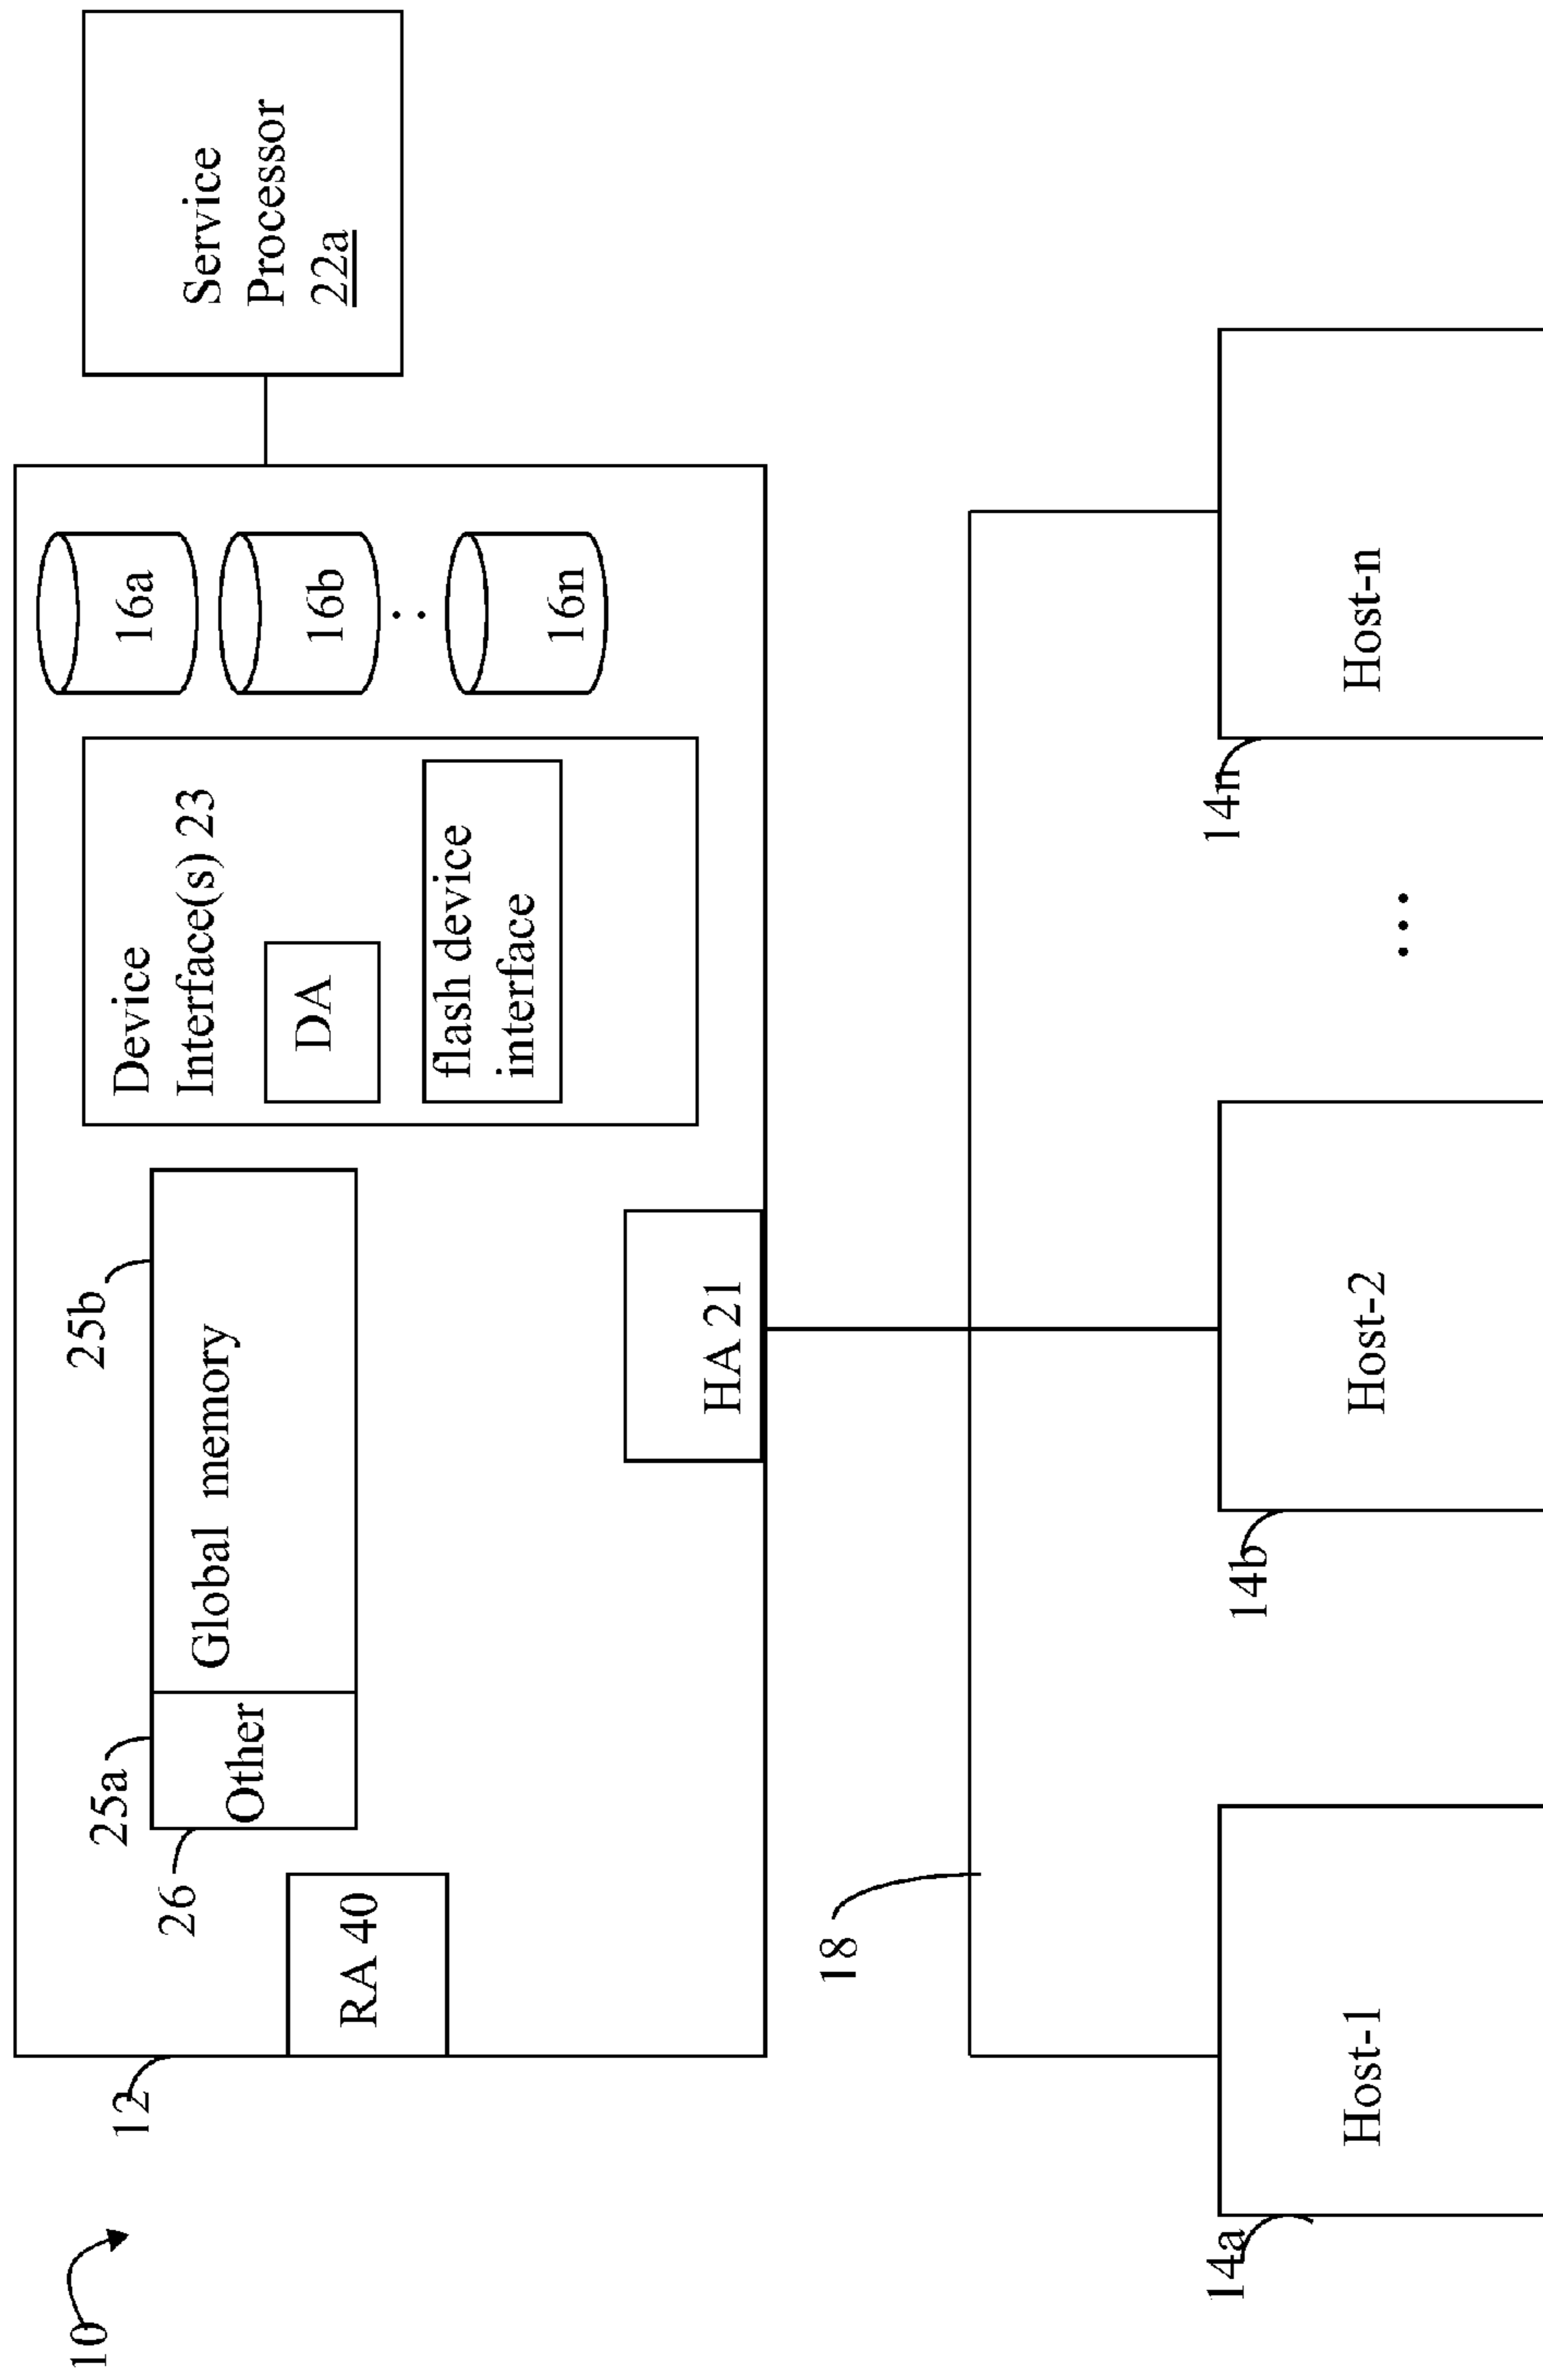 10
12
RA 40
26
25a
25b
Other
Global memory
HA 21
Device
Interface(s) 23
DA
flash device
interface
16a
16b
16n
Service
Processor
22a
18
14a
Host-1
14b
Host-2
14n
Host-n